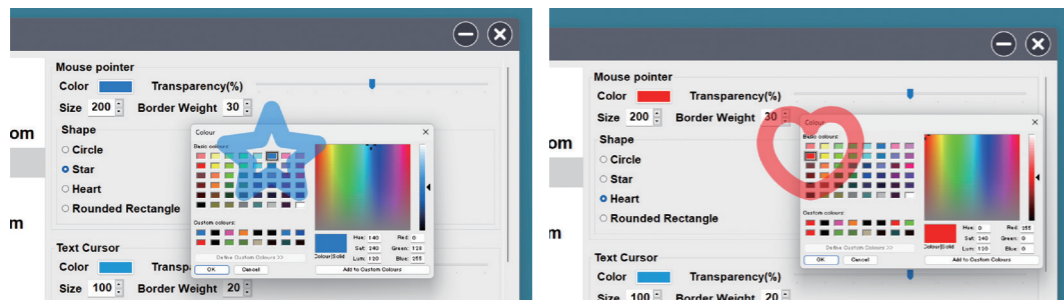 Mouse pointer
Color
Transparency(%)
Size 200
Border Weight 30
om
Shape
Circle
Star
Heart
Rounded Rectangle
m
Text Cursor
Color
Transp
Size 100
Border Weight 20
Colour
Basic colours:
Custom colours:
Define Custom Colours >>
OK
Cancel
Colour|Solid
Hue: 140
Sat: 240
Lum: 120
Red: 0
Green: 128
Blue: 255
Add to Custom Colours
Mouse pointer
Color
Transparency(%)
Size 200
Border Weight 30
om
Shape
Circle
Star
Heart
Rounded Rectangle
m
Text Cursor
Color
Transparency(%)
Size 100
Border Weight 20
Colour
Basic colours:
Custom colours:
Define Custom Colours >>
OK
Cancel
Colour|Solid
Hue: 0
Sat: 240
Lum: 120
Red: 255
Green: 0
Blue: 0
Add to Custom Colours